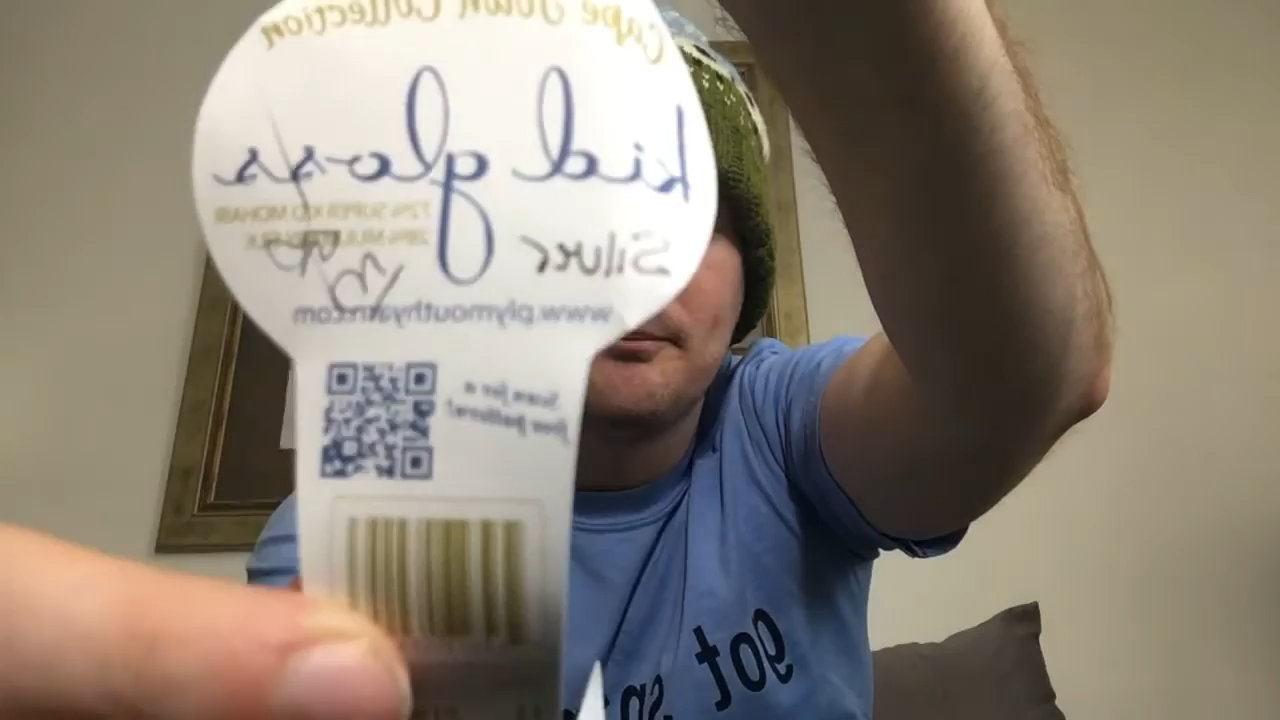 Cape Town Collection
kid gloss
72% SUPER KID MOHAIR
28% MULBERRY SILK
Silver
www.plymouthyarn.com
Scan for a
free pattern!
got